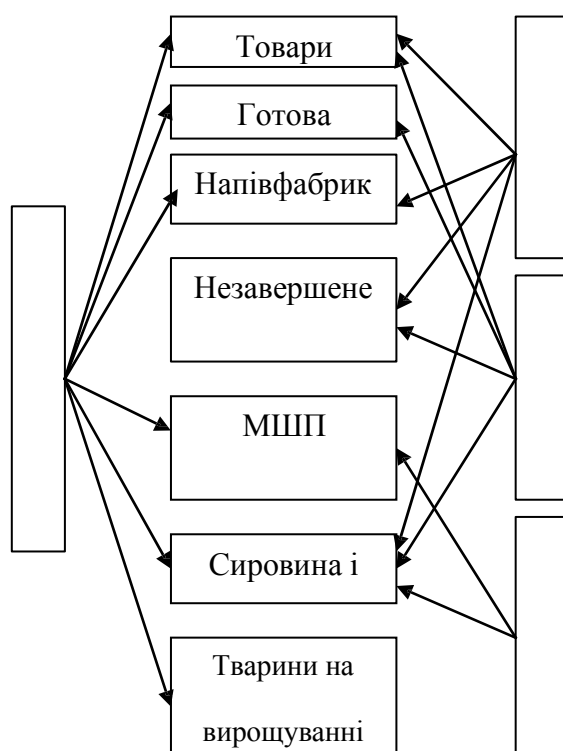 Товари
Готова
Напівфабрик
Незавершене
МШП
Сировина і
Тварини на
вирощуванні